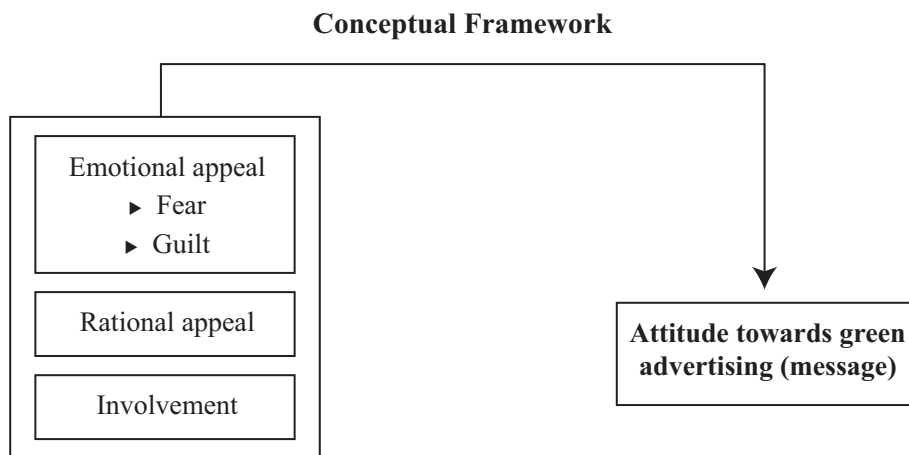 Conceptual Framework
Emotional appeal
▸ Fear
▸ Guilt
Rational appeal
Involvement
Attitude towards green
advertising (message)